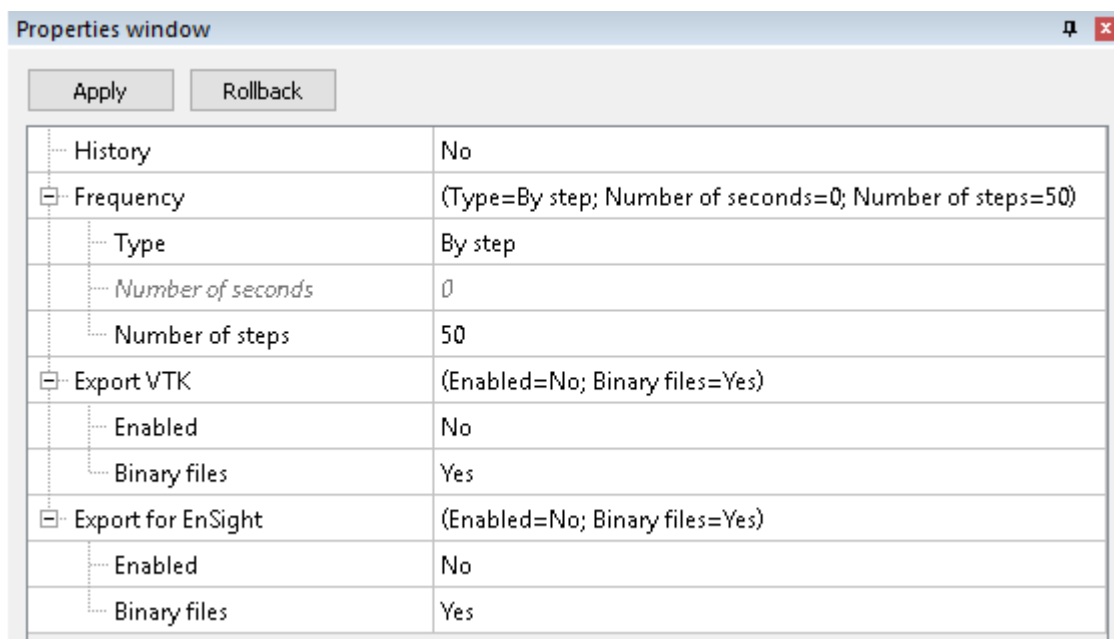 Properties window
Apply Rollback
History No
Frequency (Type=By step; Number of seconds=0; Number of steps=50)
Type By step
Number of seconds 0
Number of steps 50
Export VTK (Enabled=No; Binary files=Yes)
Enabled No
Binary files Yes
Export for EnSight (Enabled=No; Binary files=Yes)
Enabled No
Binary files Yes